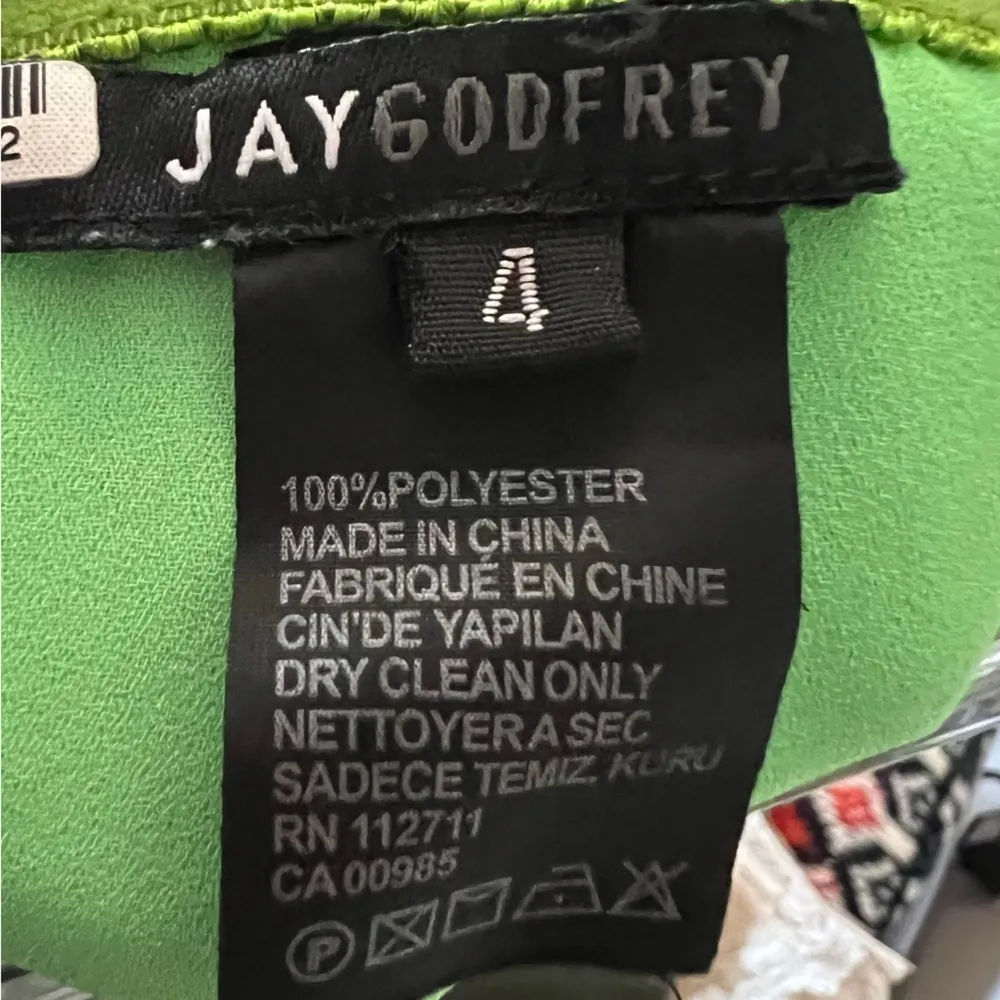 2
JAYGODFREY
4
100%POLYESTER
MADE IN CHINA
FABRIQUÉ EN CHINE
CIN'DE YAPILAN
DRY CLEAN ONLY
NETTOYER A SEC
SADECE TEMIZ KURU
RN 112711
CA 00985
P